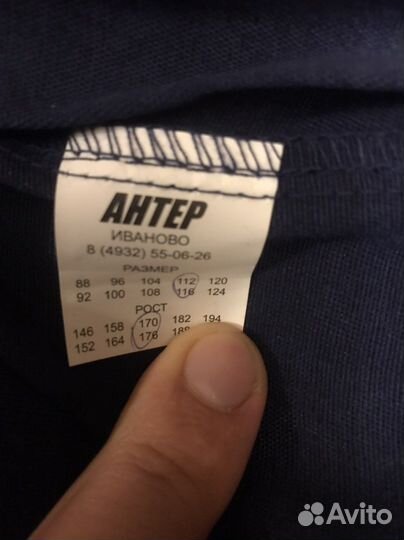 АНТЕР
ИВАНОВО
8 (4932) 55-06-26
РАЗМЕР
88 96 104 112 120
92 100 108 116 124
РОСТ
146 158 170 182 194
152 164 176 188
Avito